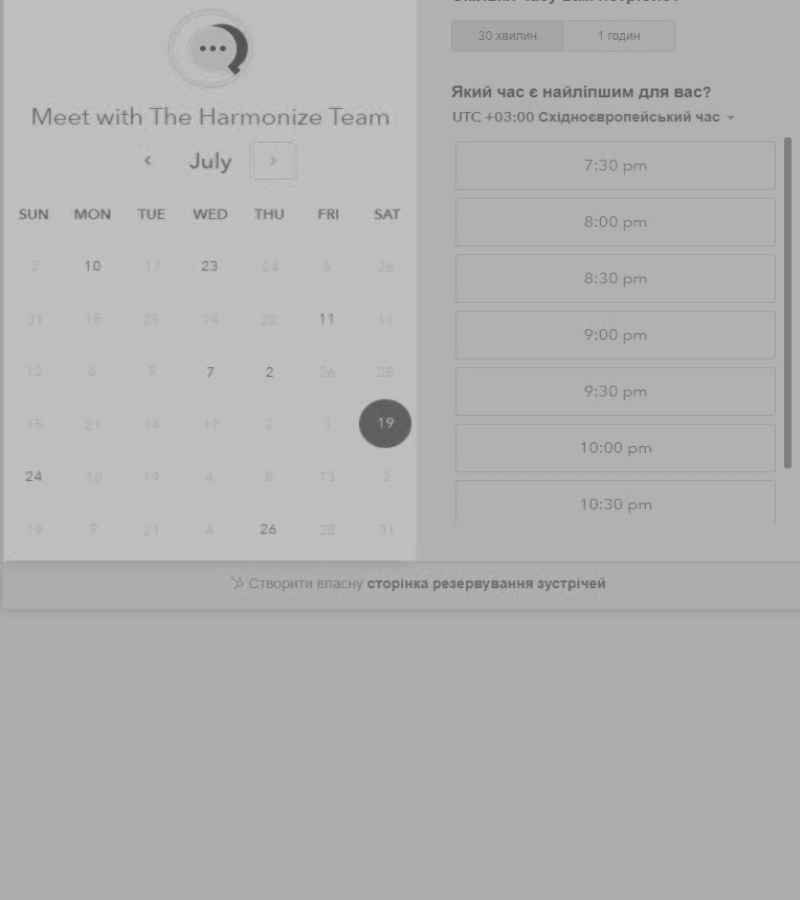 Meet with The Harmonize Team
July
SUN MON TUE WED THU FRI SAT
2 10 17 23 24 6 26
31 15 25 14 22 11 11
12 6 9 7 2 26 28
15 21 14 17 2 1 19
24 10 19 4 8 13 2
19 9 21 4 26 28 31
30 хвилин 1 годин
Який час є найліпшим для вас?
UTC +03:00 Східноєвропейський час
7:30 pm
8:00 pm
8:30 pm
9:00 pm
9:30 pm
10:00 pm
10:30 pm
Створити власну сторінка резервування зустрічей